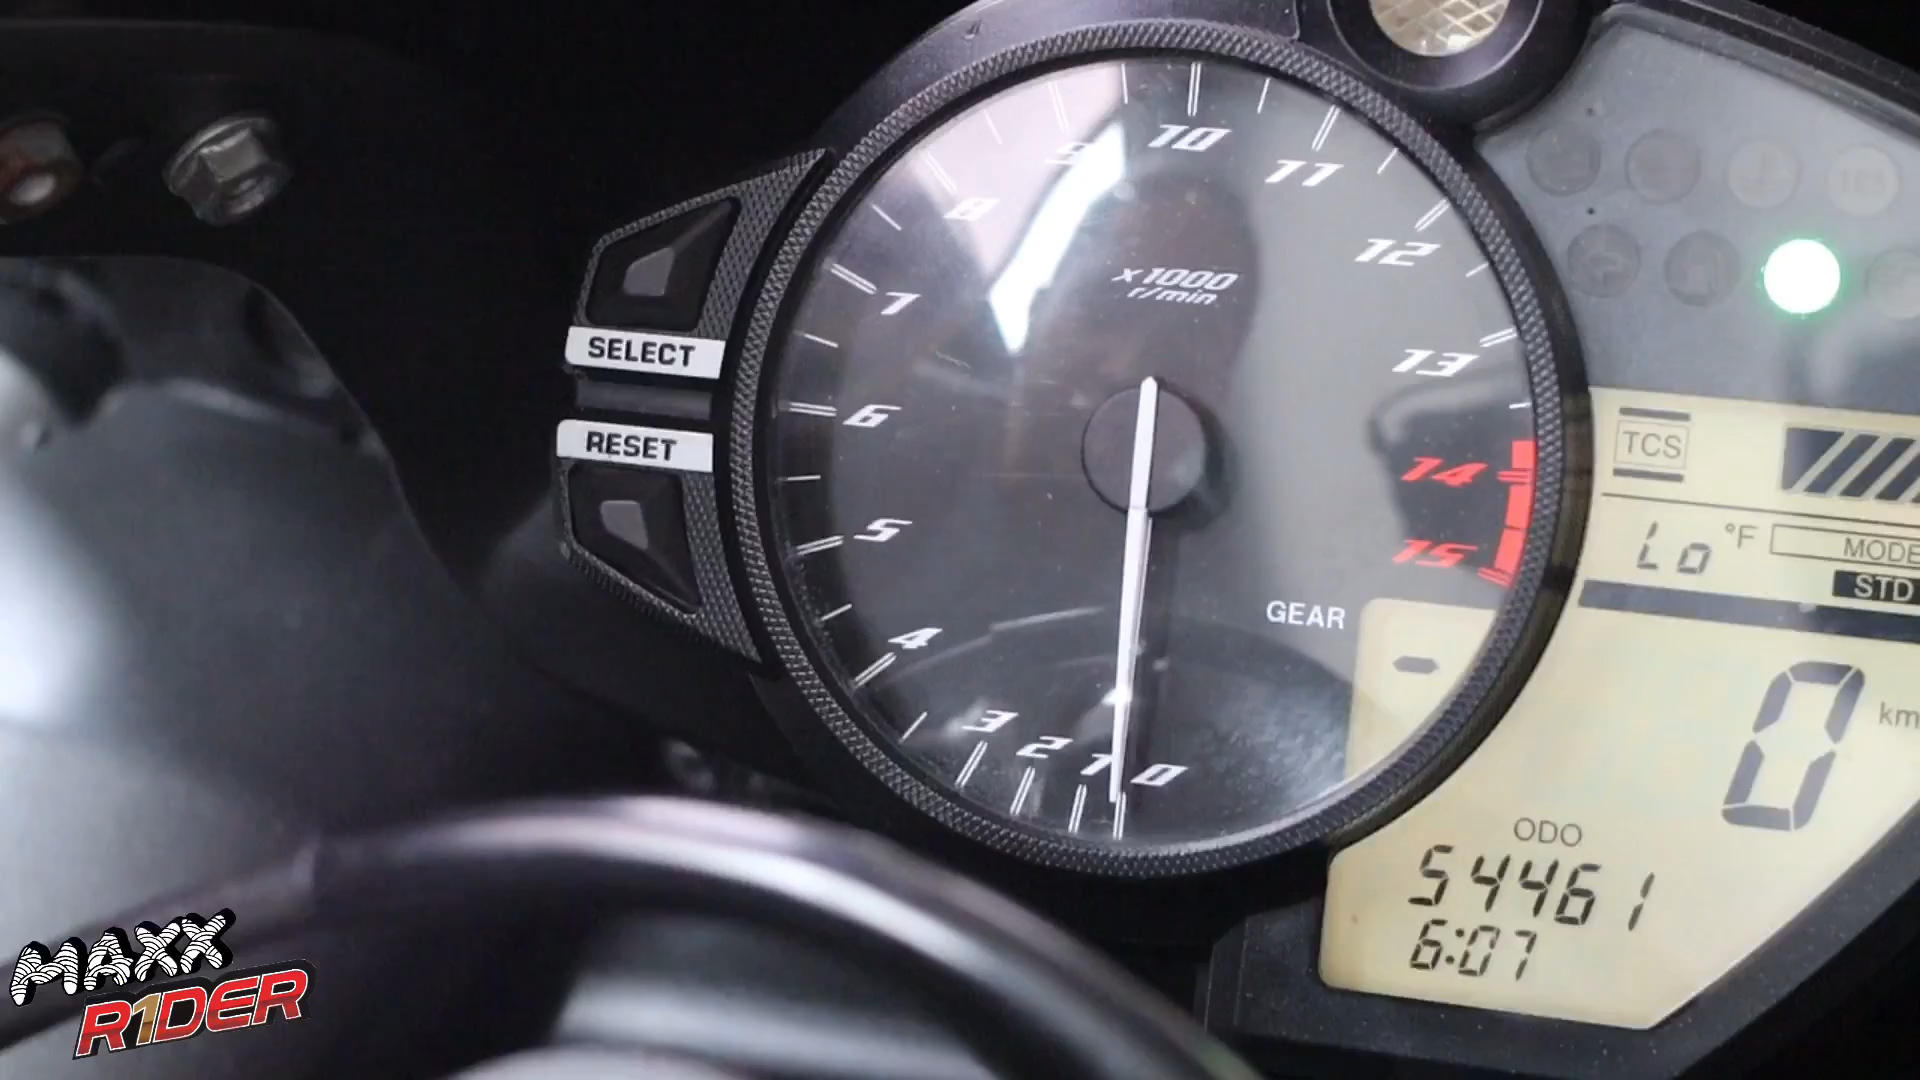 10
9
11
8
12
x1000
r/min
7
13
SELECT
6
RESET
TCS
14
5
Lo °F
MODE
15
STD
GEAR
4
-
0
km
3
2
1
0
ODO
54461
6:07
MAXX
R1DER